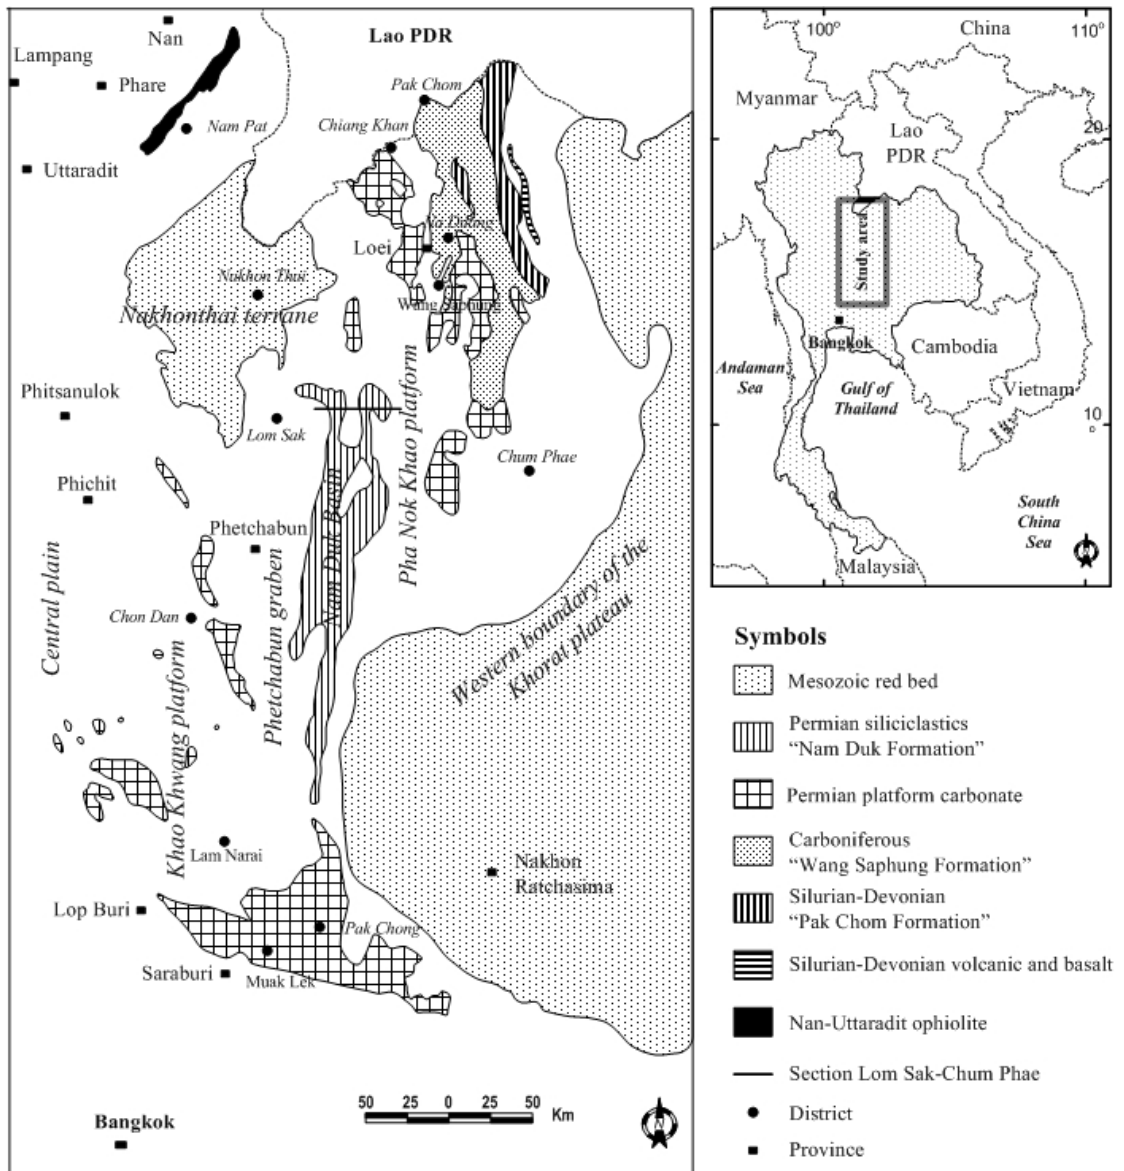 Nan
Lao PDR
Lampang
Phare
Pak Chom
Nam Pat
Chiang Khan
Uttaradit
Na Dukong
Loei
Nakhon Thai
Wang Saphung
Nakhonthai terrane
Phitsanulok
Lom Sak
Pha Nok Khao platform
Chum Phae
Phichit
Nam Duk Basin
Phetchabun
Central plain
Phetchabun graben
Western boundary of the
Khorat plateau
Chon Dan
Khao Khwang platform
Lam Narai
Nakhon
Ratchasima
Lop Buri
Pak Chong
Saraburi
Muak Lek
50 25 0 25 50
Km
N
Bangkok
100°
110°
China
Myanmar
20
Lao
PDR
Study area
Bangkok
Cambodia
Andaman
Sea
Gulf of
Thailand
Vietnam
10
°
South
China
Sea
N
Malaysia
Symbols
Mesozoic red bed
Permian siliciclastics
“Nam Duk Formation”
Permian platform carbonate
Carboniferous
“Wang Saphung Formation”
Silurian-Devonian
“Pak Chom Formation”
Silurian-Devonian volcanic and basalt
Nan-Uttaradit ophiolite
Section Lom Sak-Chum Phae
District
Province